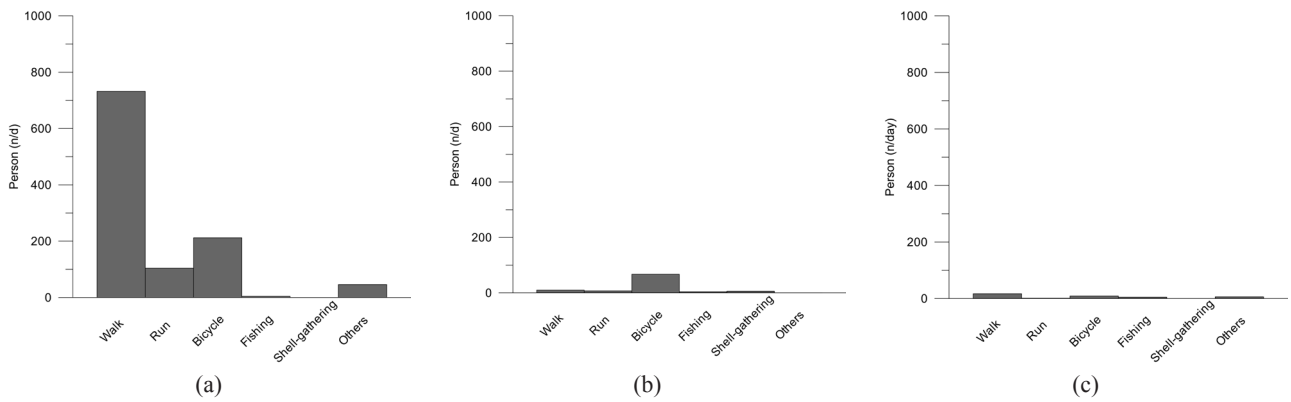 1000
800
600
400
200
0
Person (n/d)
Walk
Run
Bicycle
Fishing
Shell-gathering
Others
(a)
1000
800
600
400
200
0
Person (n/d)
Walk
Run
Bicycle
Fishing
Shell-gathering
Others
(b)
1000
800
600
400
200
0
Person (n/day)
Walk
Run
Bicycle
Fishing
Shell-gathering
Others
(c)